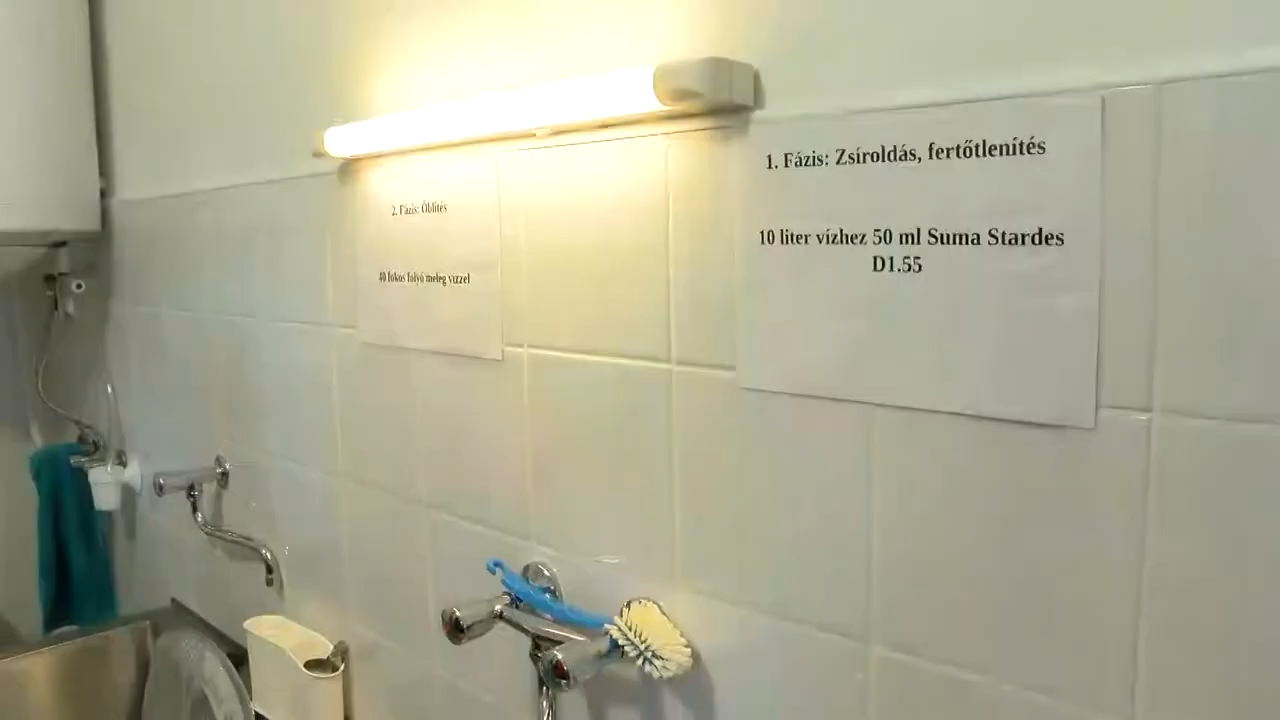 1. Fázis: Zsíroldás, fertőtlenítés
10 liter vízhez 50 ml Suma Stardes
D1.55
2. Fázis: Öblítés
40 fokos folyó meleg vízzel